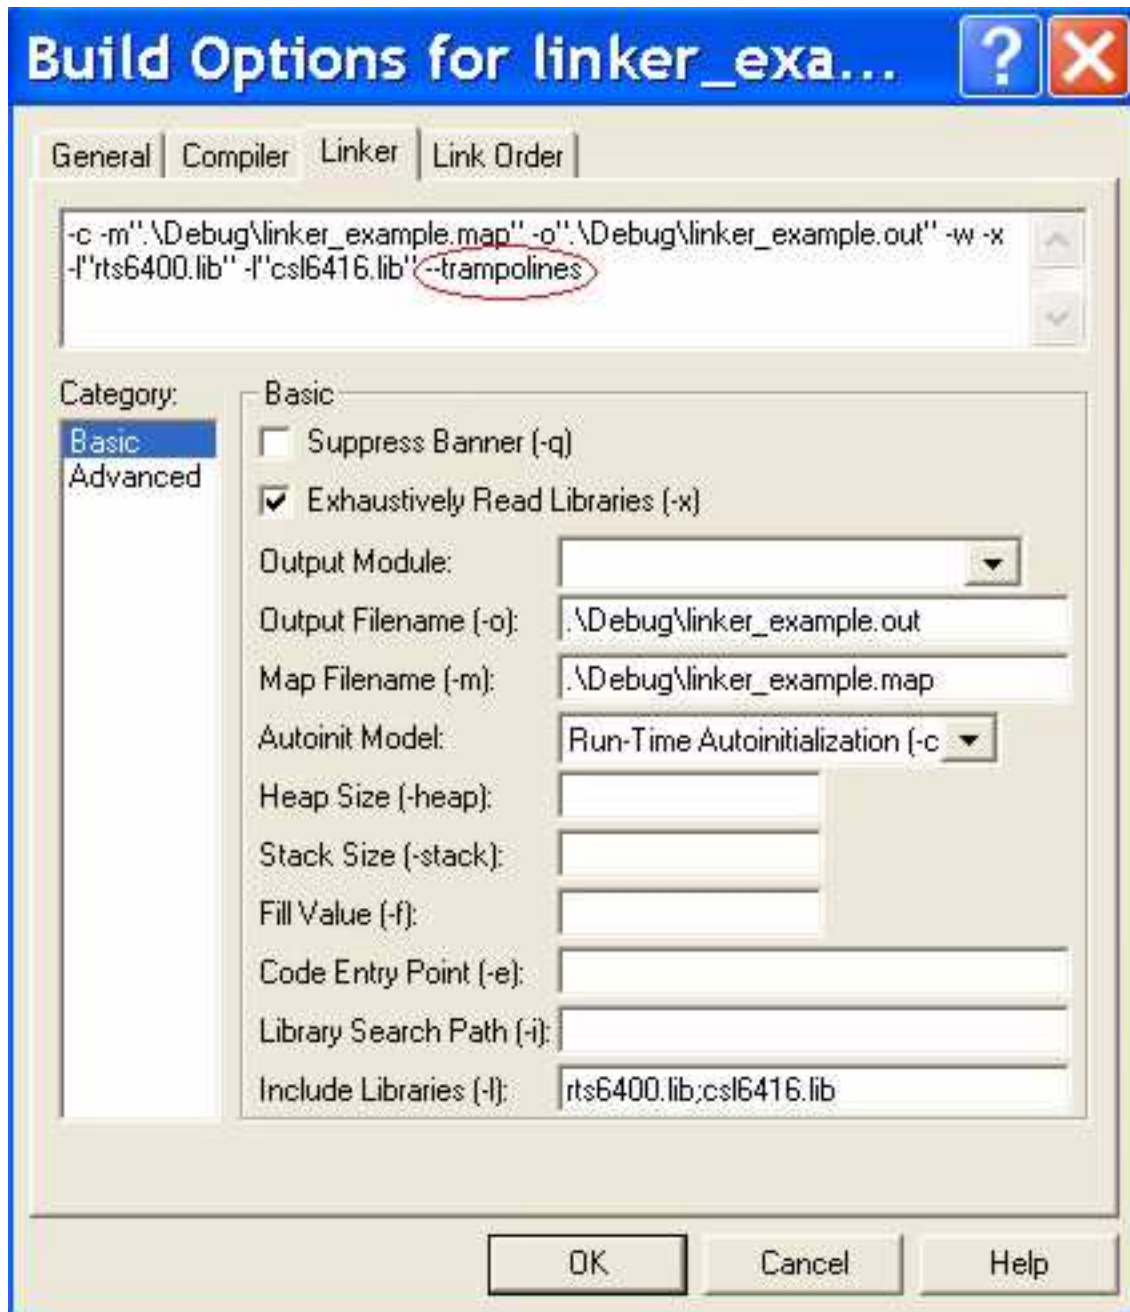 Build Options for linker_exa...
General Compiler Linker Link Order
-c -m".\Debug\linker_example.map" -o".\Debug\linker_example.out" -w -x
-l"rts6400.lib" -l"csl6416.lib" --trampolines
Category:
Basic
Advanced
Basic
Suppress Banner (-q)
Exhaustively Read Libraries (-x)
Output Module:
Output Filename (-o): .\Debug\linker_example.out
Map Filename (-m): .\Debug\linker_example.map
Autoinit Model: Run-Time Autoinitialization (-c
Heap Size (-heap):
Stack Size (-stack):
Fill Value (-f):
Code Entry Point (-e):
Library Search Path (-i):
Include Libraries (-l): rts6400.lib;csl6416.lib
OK Cancel Help